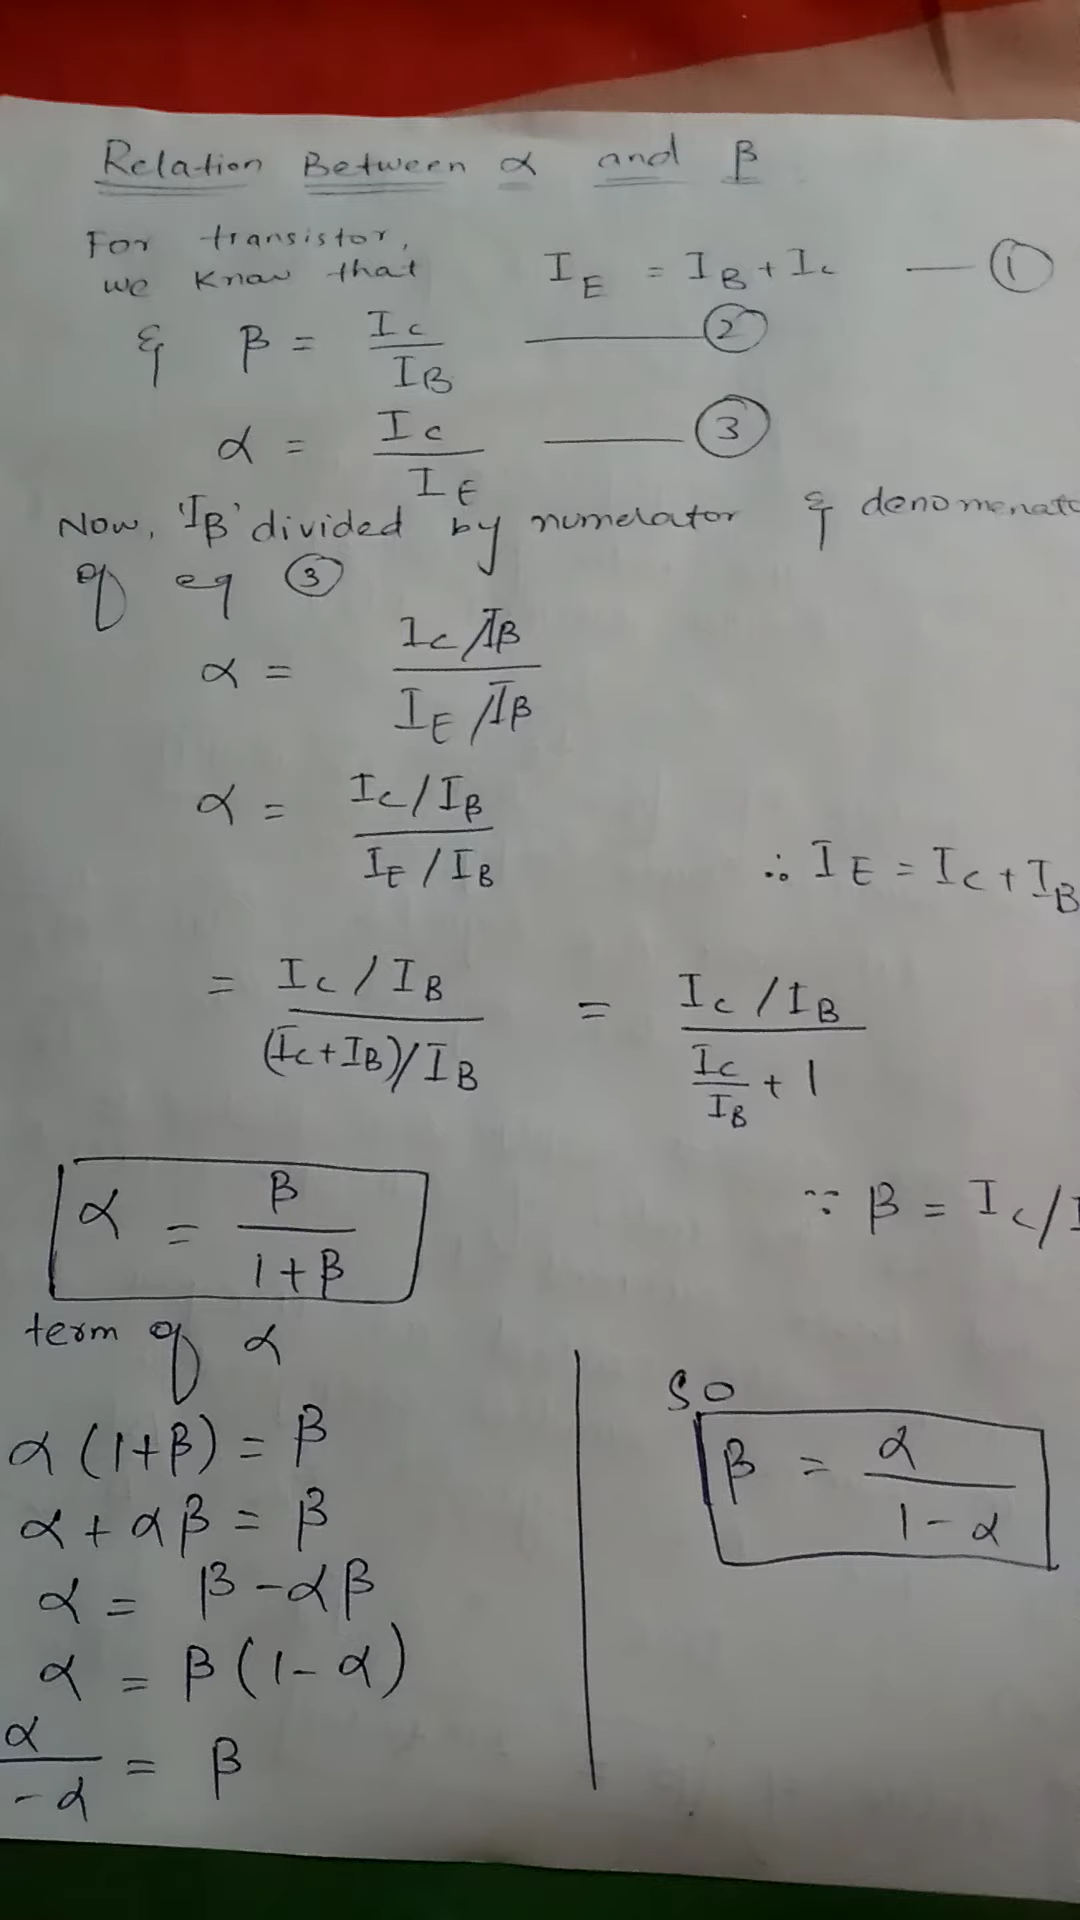 Relation Between α and β
For transistor,
we know that I_E = I_B + I_C — ①
& β = I_C / I_B — ②
α = I_C / I_E — ③
Now, 'I_B' divided by numerator & denomenato
of eq ③
α = (I_C/I_B) / (I_E/I_B)
α = (I_C/I_B) / (I_E/I_B)
∴ I_E = I_C + I_B
= (I_C/I_B) / ((I_C+I_B)/I_B) = (I_C/I_B) / (I_C/I_B + 1)
α = β / (1+β)
∵ β = I_C/I
term of α
α(1+β) = β
α + αβ = β
α = β - αβ
α = β(1-α)
α / -α = β
SO
β = α / (1-α)